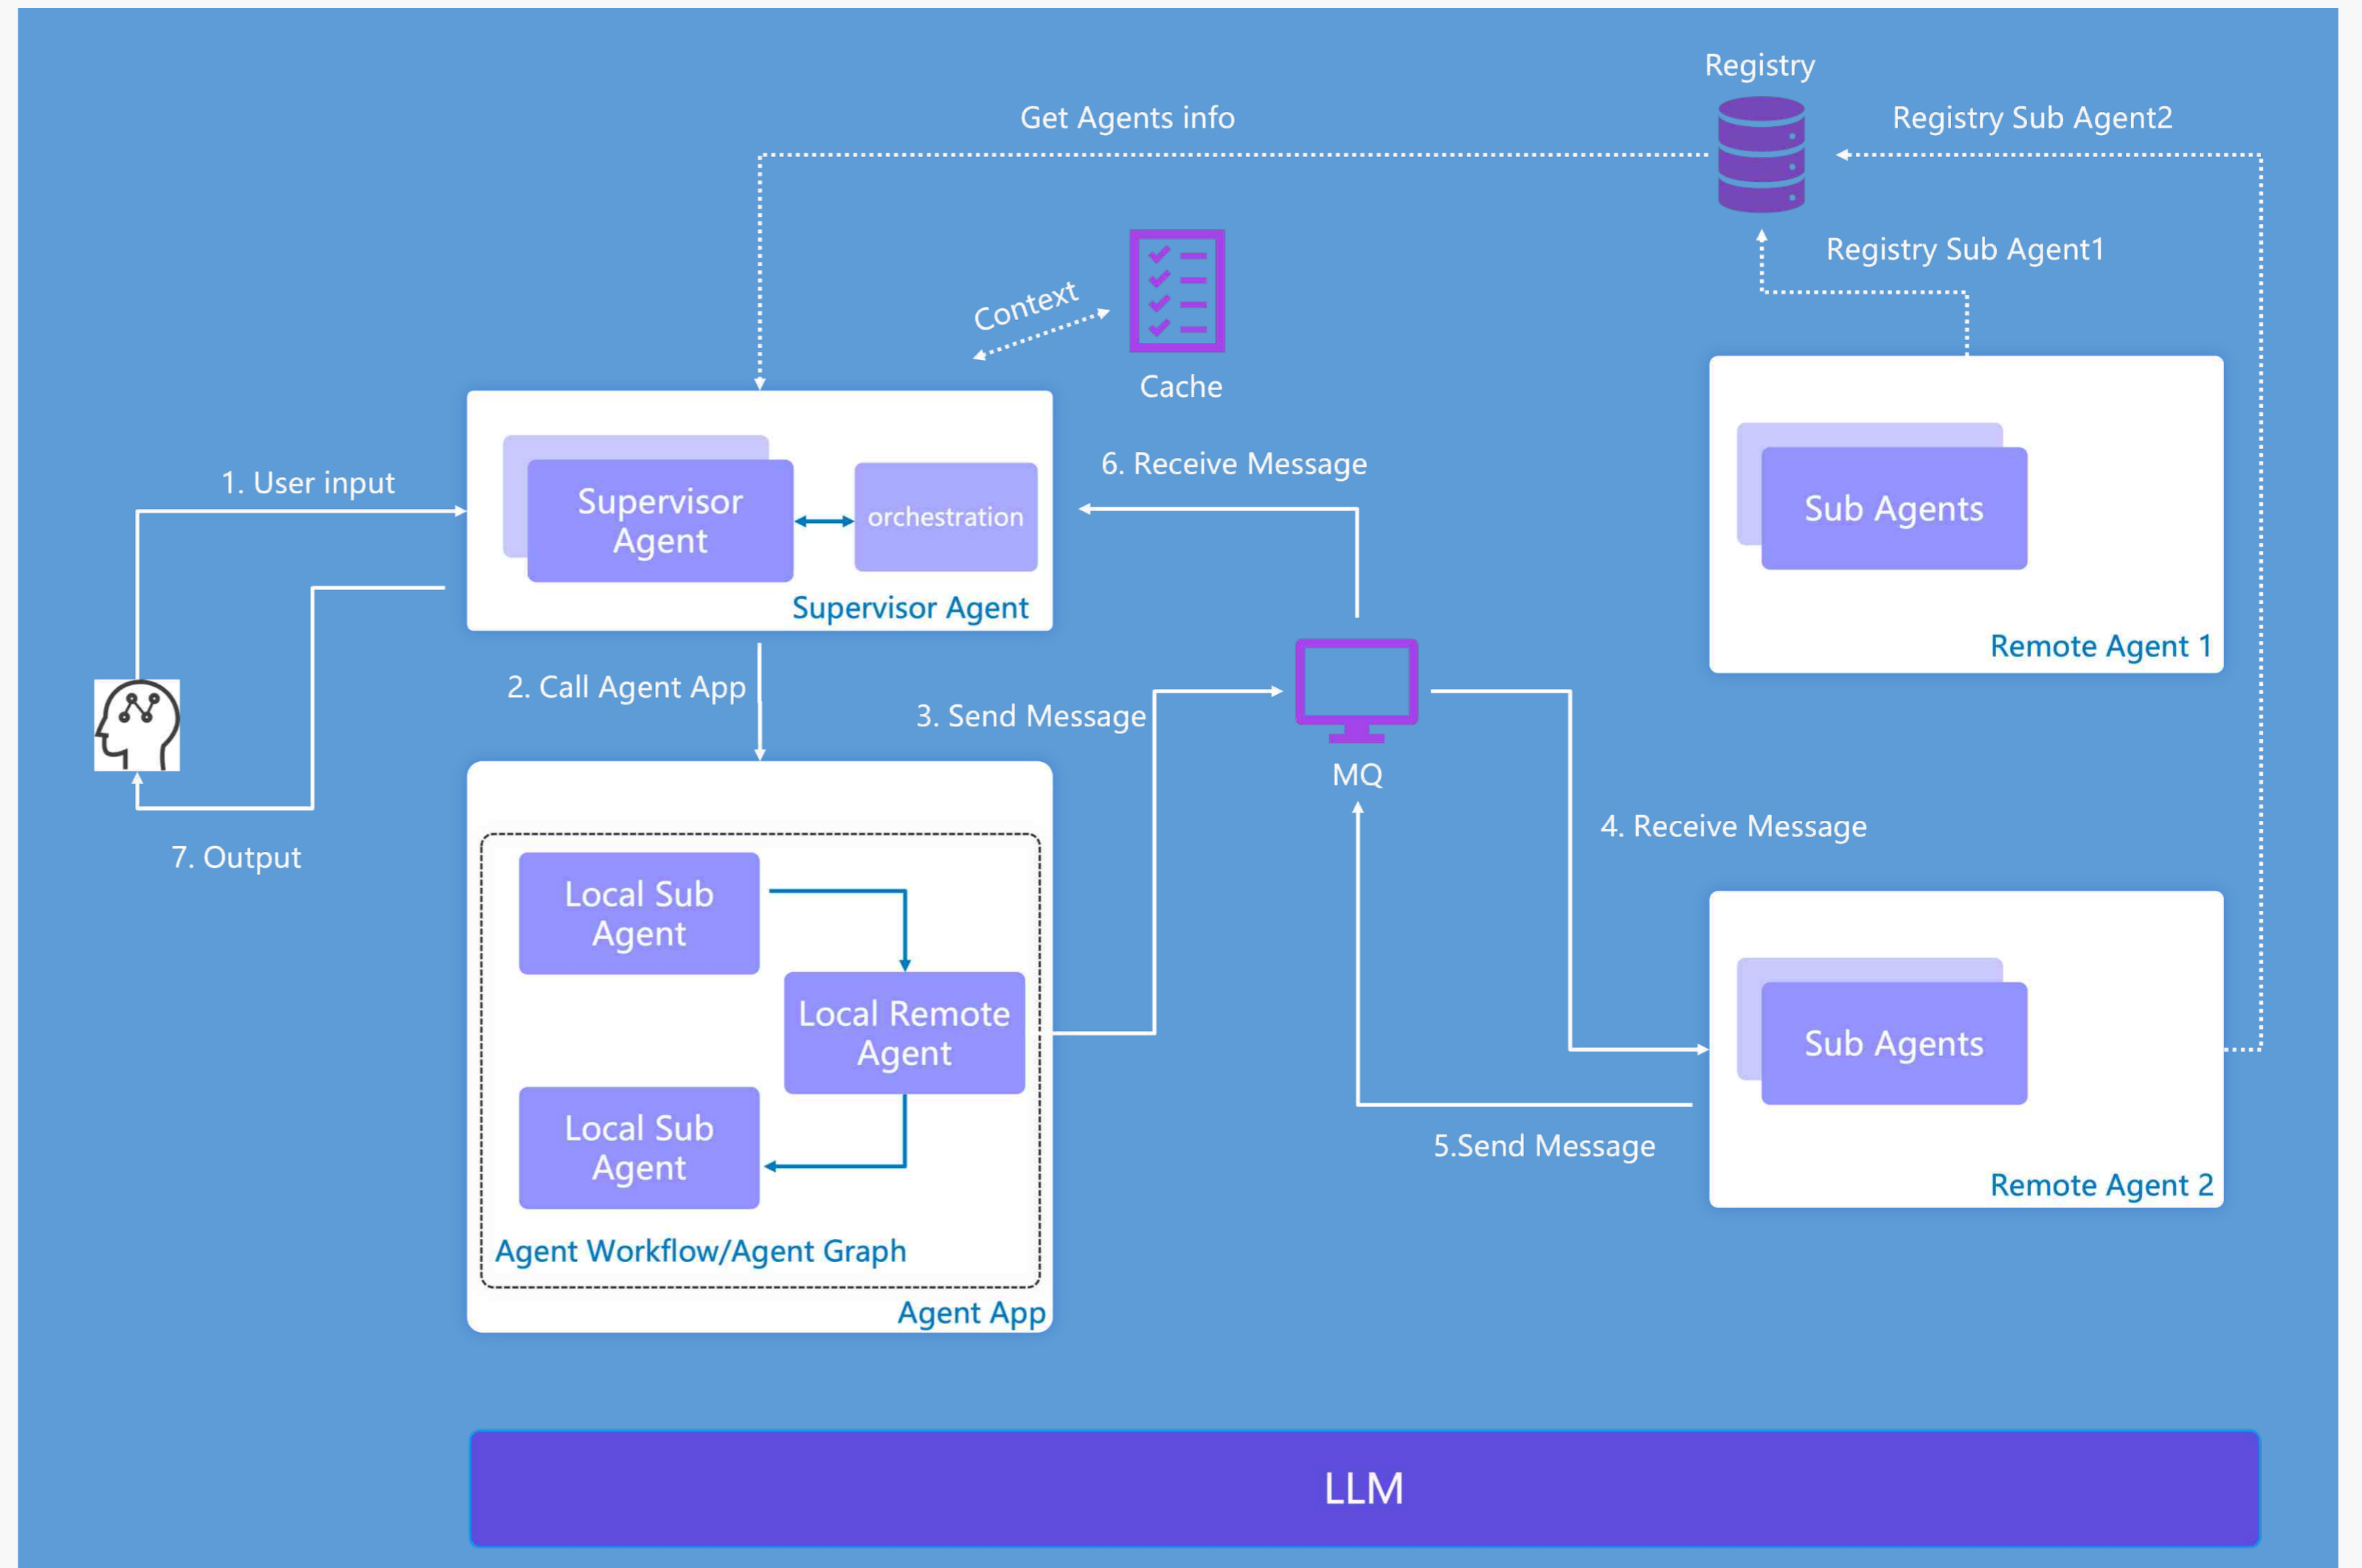 Registry
Get Agents info
Registry Sub Agent2
Registry Sub Agent1
Context
Cache
1. User input
6. Receive Message
Supervisor
Agent
orchestration
Supervisor Agent
Sub Agents
Remote Agent 1
2. Call Agent App
3. Send Message
MQ
4. Receive Message
7. Output
Local Sub
Agent
Local Remote
Agent
Local Sub
Agent
Agent Workflow/Agent Graph
Agent App
Sub Agents
5.Send Message
Remote Agent 2
LLM